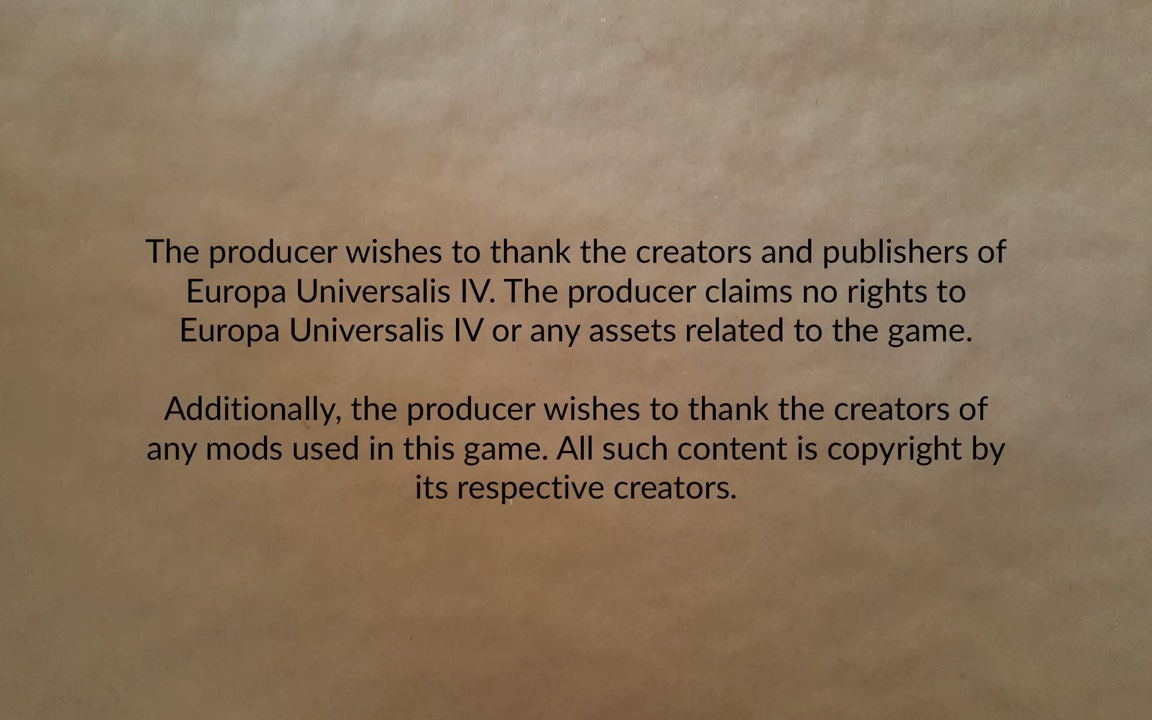 The producer wishes to thank the creators and publishers of
Europa Universalis IV. The producer claims no rights to
Europa Universalis IV or any assets related to the game.
Additionally, the producer wishes to thank the creators of
any mods used in this game. All such content is copyright by
its respective creators.